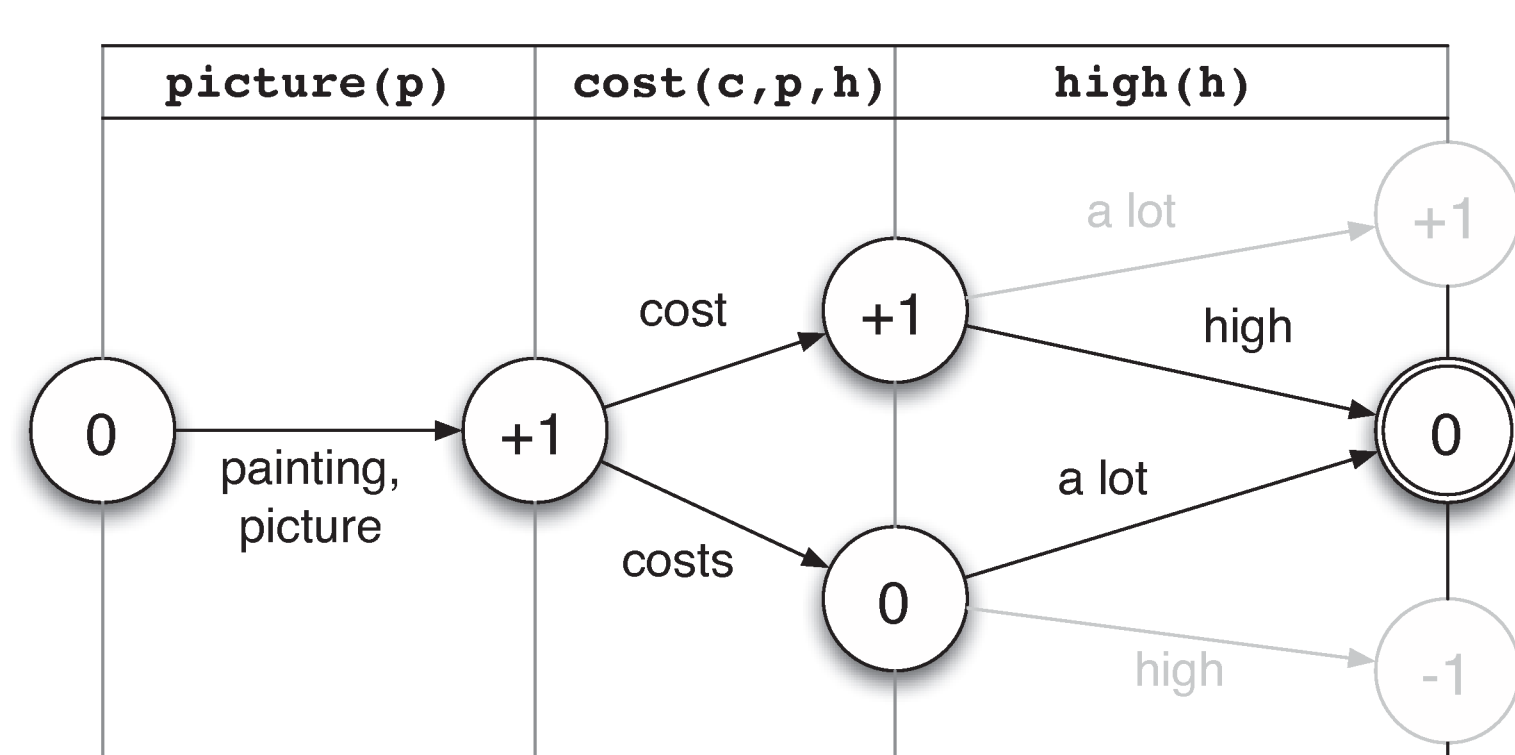 picture(p) cost(c,p,h) high(h)
a lot
+1
cost
+1
high
0
painting,
picture
+1
0
a lot
costs
0
high
-1